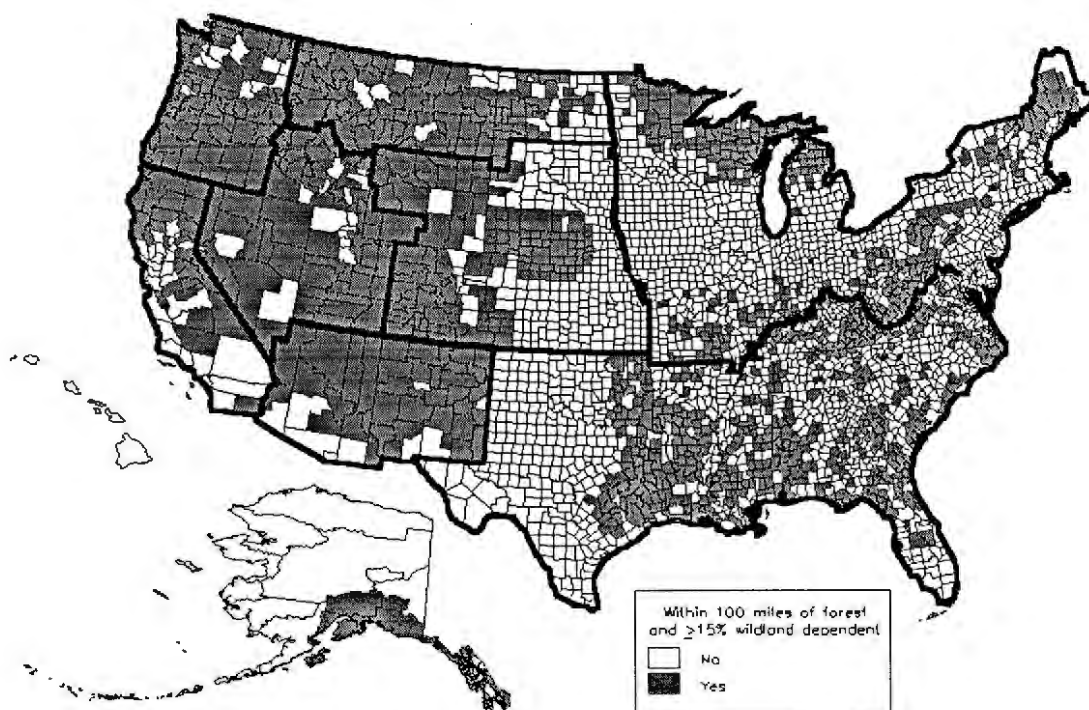 Within 100 miles of forest
and ≥15% wildland dependent
No
Yes